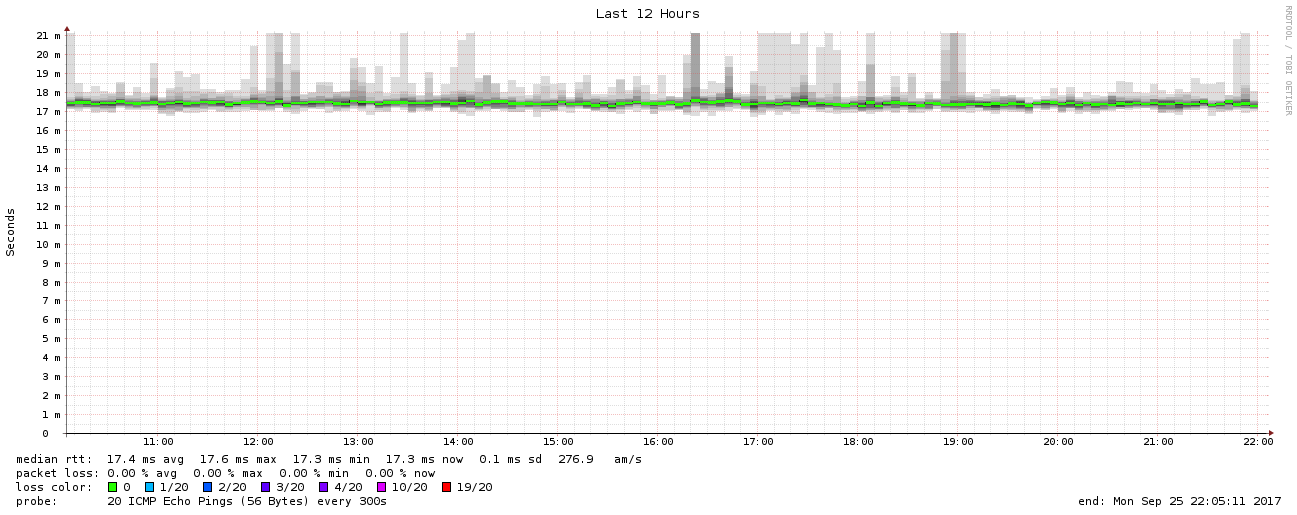 Last 12 Hours
RRDTOOL / TOBI OETIKER
Seconds
21 m
20 m
19 m
18 m
17 m
16 m
15 m
14 m
13 m
12 m
11 m
10 m
9 m
8 m
7 m
6 m
5 m
4 m
3 m
2 m
1 m
0
11:00 12:00 13:00 14:00 15:00 16:00 17:00 18:00 19:00 20:00 21:00 22:00
median rtt: 17.4 ms avg 17.6 ms max 17.3 ms min 17.3 ms now 0.1 ms sd 276.9 am/s
packet loss: 0.00 % avg 0.00 % max 0.00 % min 0.00 % now
loss color: 0 1/20 2/20 3/20 4/20 10/20 19/20
probe: 20 ICMP Echo Pings (56 Bytes) every 300s end: Mon Sep 25 22:05:11 2017